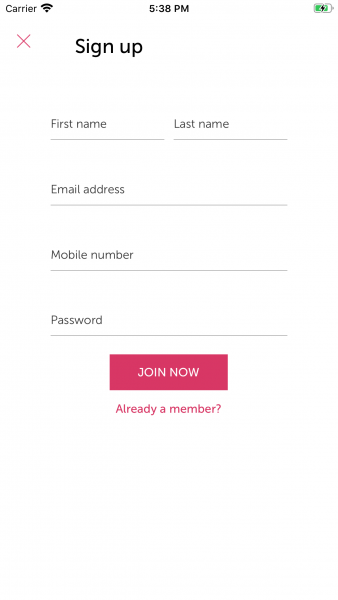 Carrier 5:38 PM
Sign up
First name Last name
Email address
Mobile number
Password
JOIN NOW
Already a member?